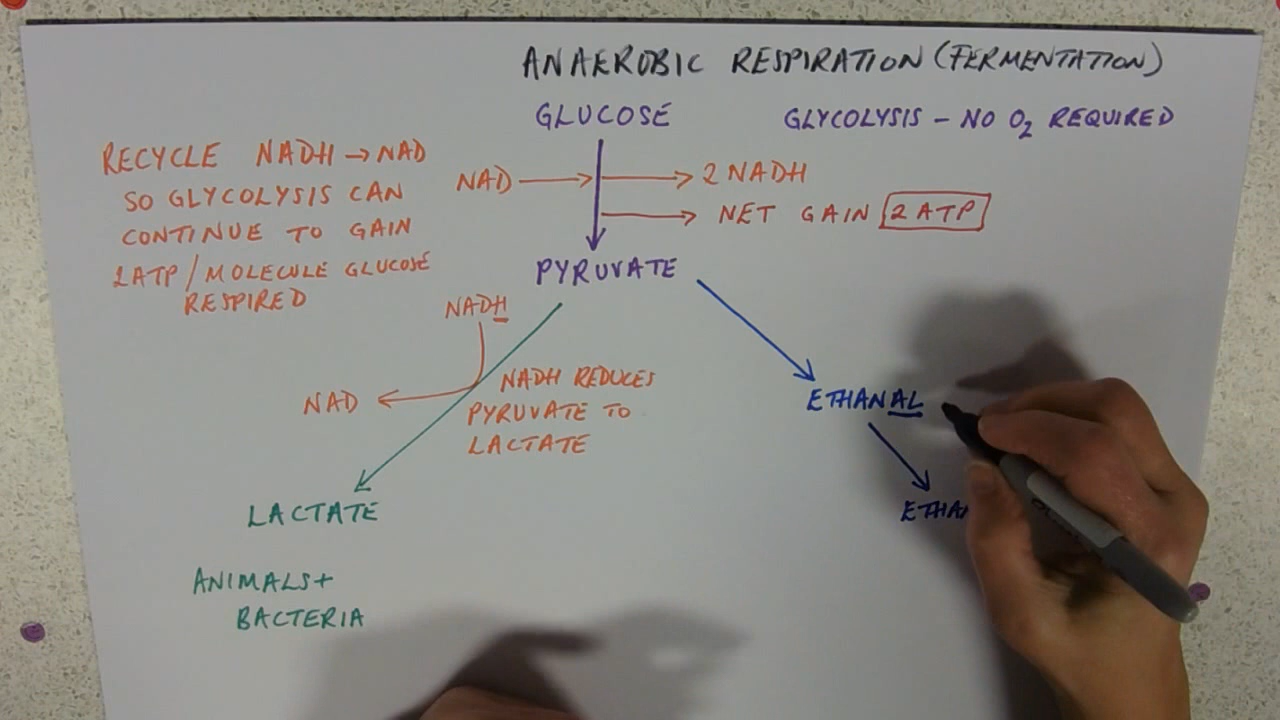 ANAEROBIC RESPIRATION (FERMENTATION)
GLUCOSE
GLYCOLYSIS - NO O2 REQUIRED
RECYCLE NADH → NAD
SO GLYCOLYSIS CAN
CONTINUE TO GAIN
2ATP / MOLECULE GLUCOSE
RESPIRED
NAD → → 2 NADH
→ NET GAIN 2 ATP
PYRUVATE
NADH
NAD
NADH REDUCES
PYRUVATE TO
LACTATE
ETHANAL
LACTATE
ANIMALS +
BACTERIA